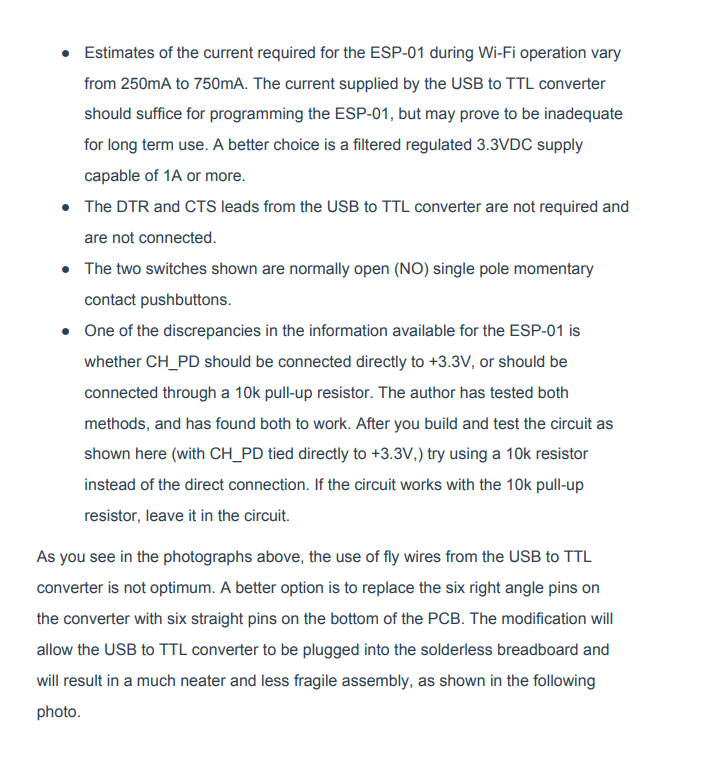 ● Estimates of the current required for the ESP-01 during Wi-Fi operation vary
from 250mA to 750mA. The current supplied by the USB to TTL converter
should suffice for programming the ESP-01, but may prove to be inadequate
for long term use. A better choice is a filtered regulated 3.3VDC supply
capable of 1A or more.
● The DTR and CTS leads from the USB to TTL converter are not required and
are not connected.
● The two switches shown are normally open (NO) single pole momentary
contact pushbuttons.
● One of the discrepancies in the information available for the ESP-01 is
whether CH_PD should be connected directly to +3.3V, or should be
connected through a 10k pull-up resistor. The author has tested both
methods, and has found both to work. After you build and test the circuit as
shown here (with CH_PD tied directly to +3.3V,) try using a 10k resistor
instead of the direct connection. If the circuit works with the 10k pull-up
resistor, leave it in the circuit.
As you see in the photographs above, the use of fly wires from the USB to TTL
converter is not optimum. A better option is to replace the six right angle pins on
the converter with six straight pins on the bottom of the PCB. The modification will
allow the USB to TTL converter to be plugged into the solderless breadboard and
will result in a much neater and less fragile assembly, as shown in the following
photo.